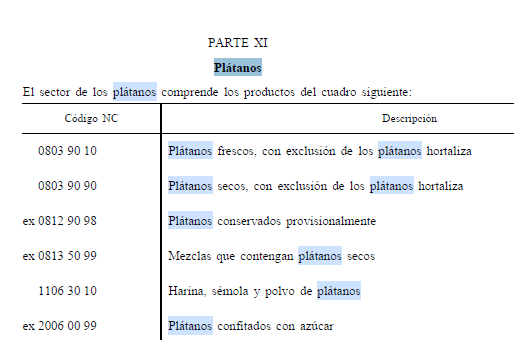 PARTE XI
Plátanos
El sector de los plátanos comprende los productos del cuadro siguiente:
Código NC Descripción
0803 90 10 Plátanos frescos, con exclusión de los plátanos hortaliza
0803 90 90 Plátanos secos, con exclusión de los plátanos hortaliza
ex 0812 90 98 Plátanos conservados provisionalmente
ex 0813 50 99 Mezclas que contengan plátanos secos
1106 30 10 Harina, sémola y polvo de plátanos
ex 2006 00 99 Plátanos confitados con azúcar